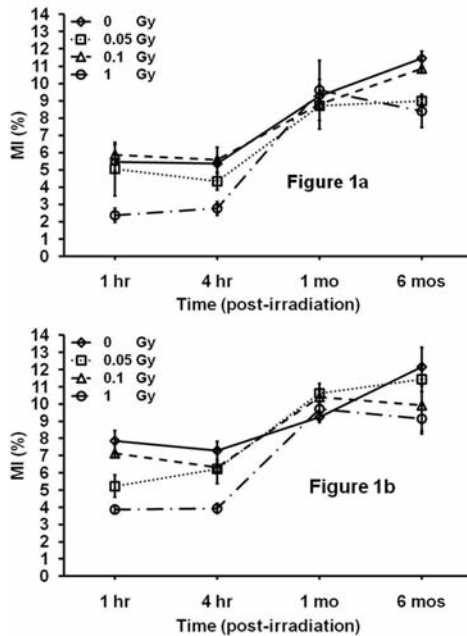 14
13
12
11
10
9
8
7
6
5
4
3
2
1
0
MI (%)
0 Gy
0.05 Gy
0.1 Gy
1 Gy
Figure 1a
1 hr 4 hr 1 mo 6 mos
Time (post-irradiation)
14
13
12
11
10
9
8
7
6
5
4
3
2
1
0
MI (%)
0 Gy
0.05 Gy
0.1 Gy
1 Gy
Figure 1b
1 hr 4 hr 1 mo 6 mos
Time (post-irradiation)